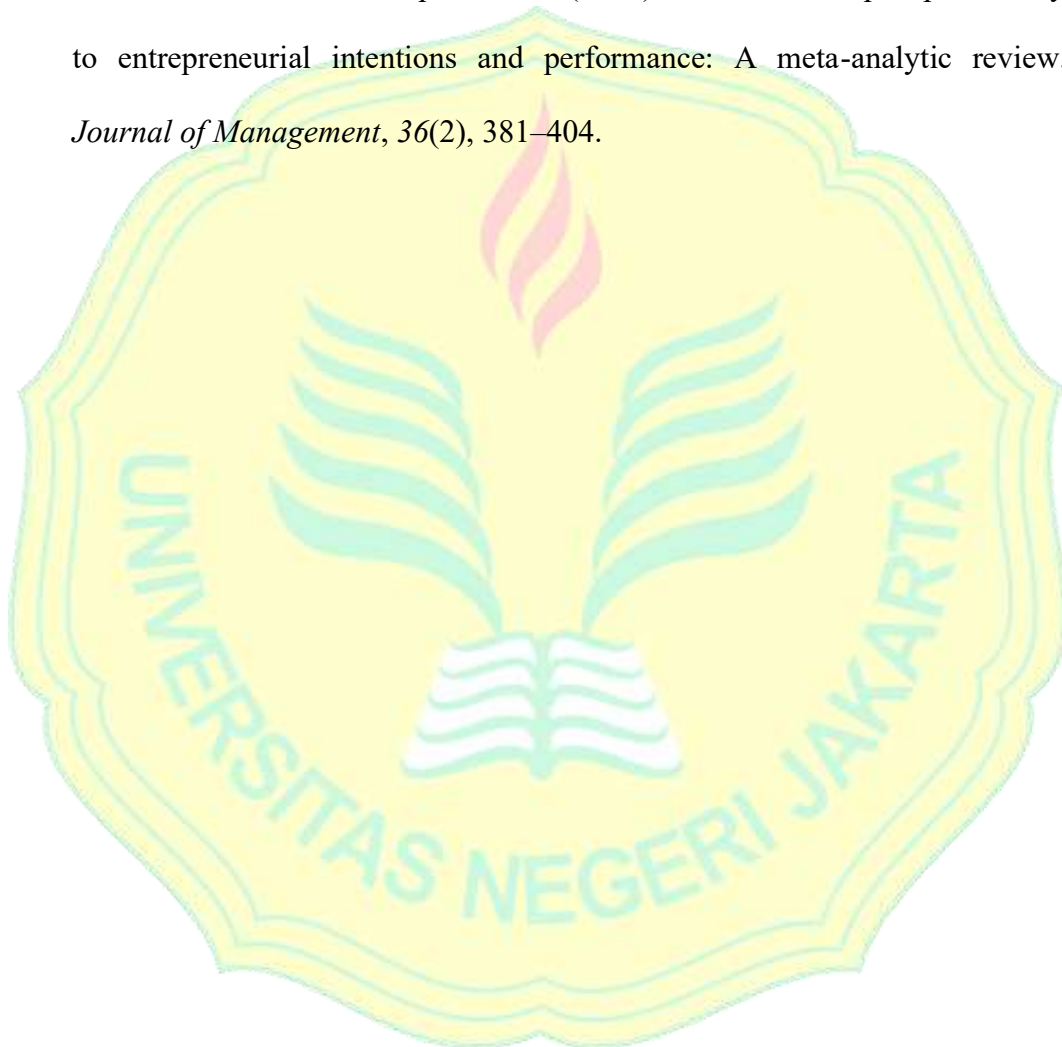 to entrepreneurial intentions and performance: A meta-analytic review.
Journal of Management, 36(2), 381–404.
UNIVERSITAS NEGERI JAKARTA